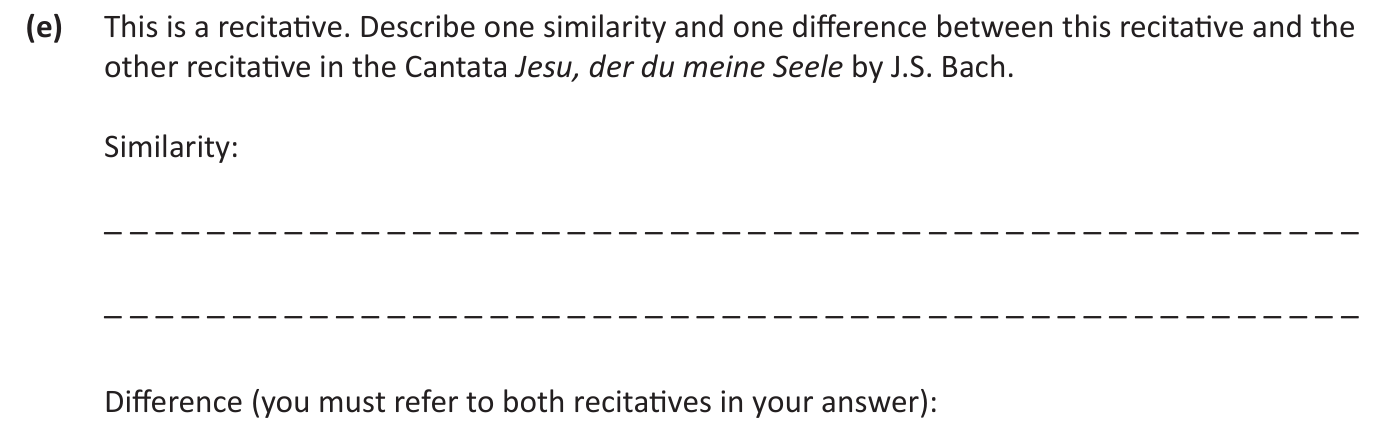 (e) This is a recitative. Describe one similarity and one difference between this recitative and the
other recitative in the Cantata Jesu, der du meine Seele by J.S. Bach.
Similarity:
Difference (you must refer to both recitatives in your answer):